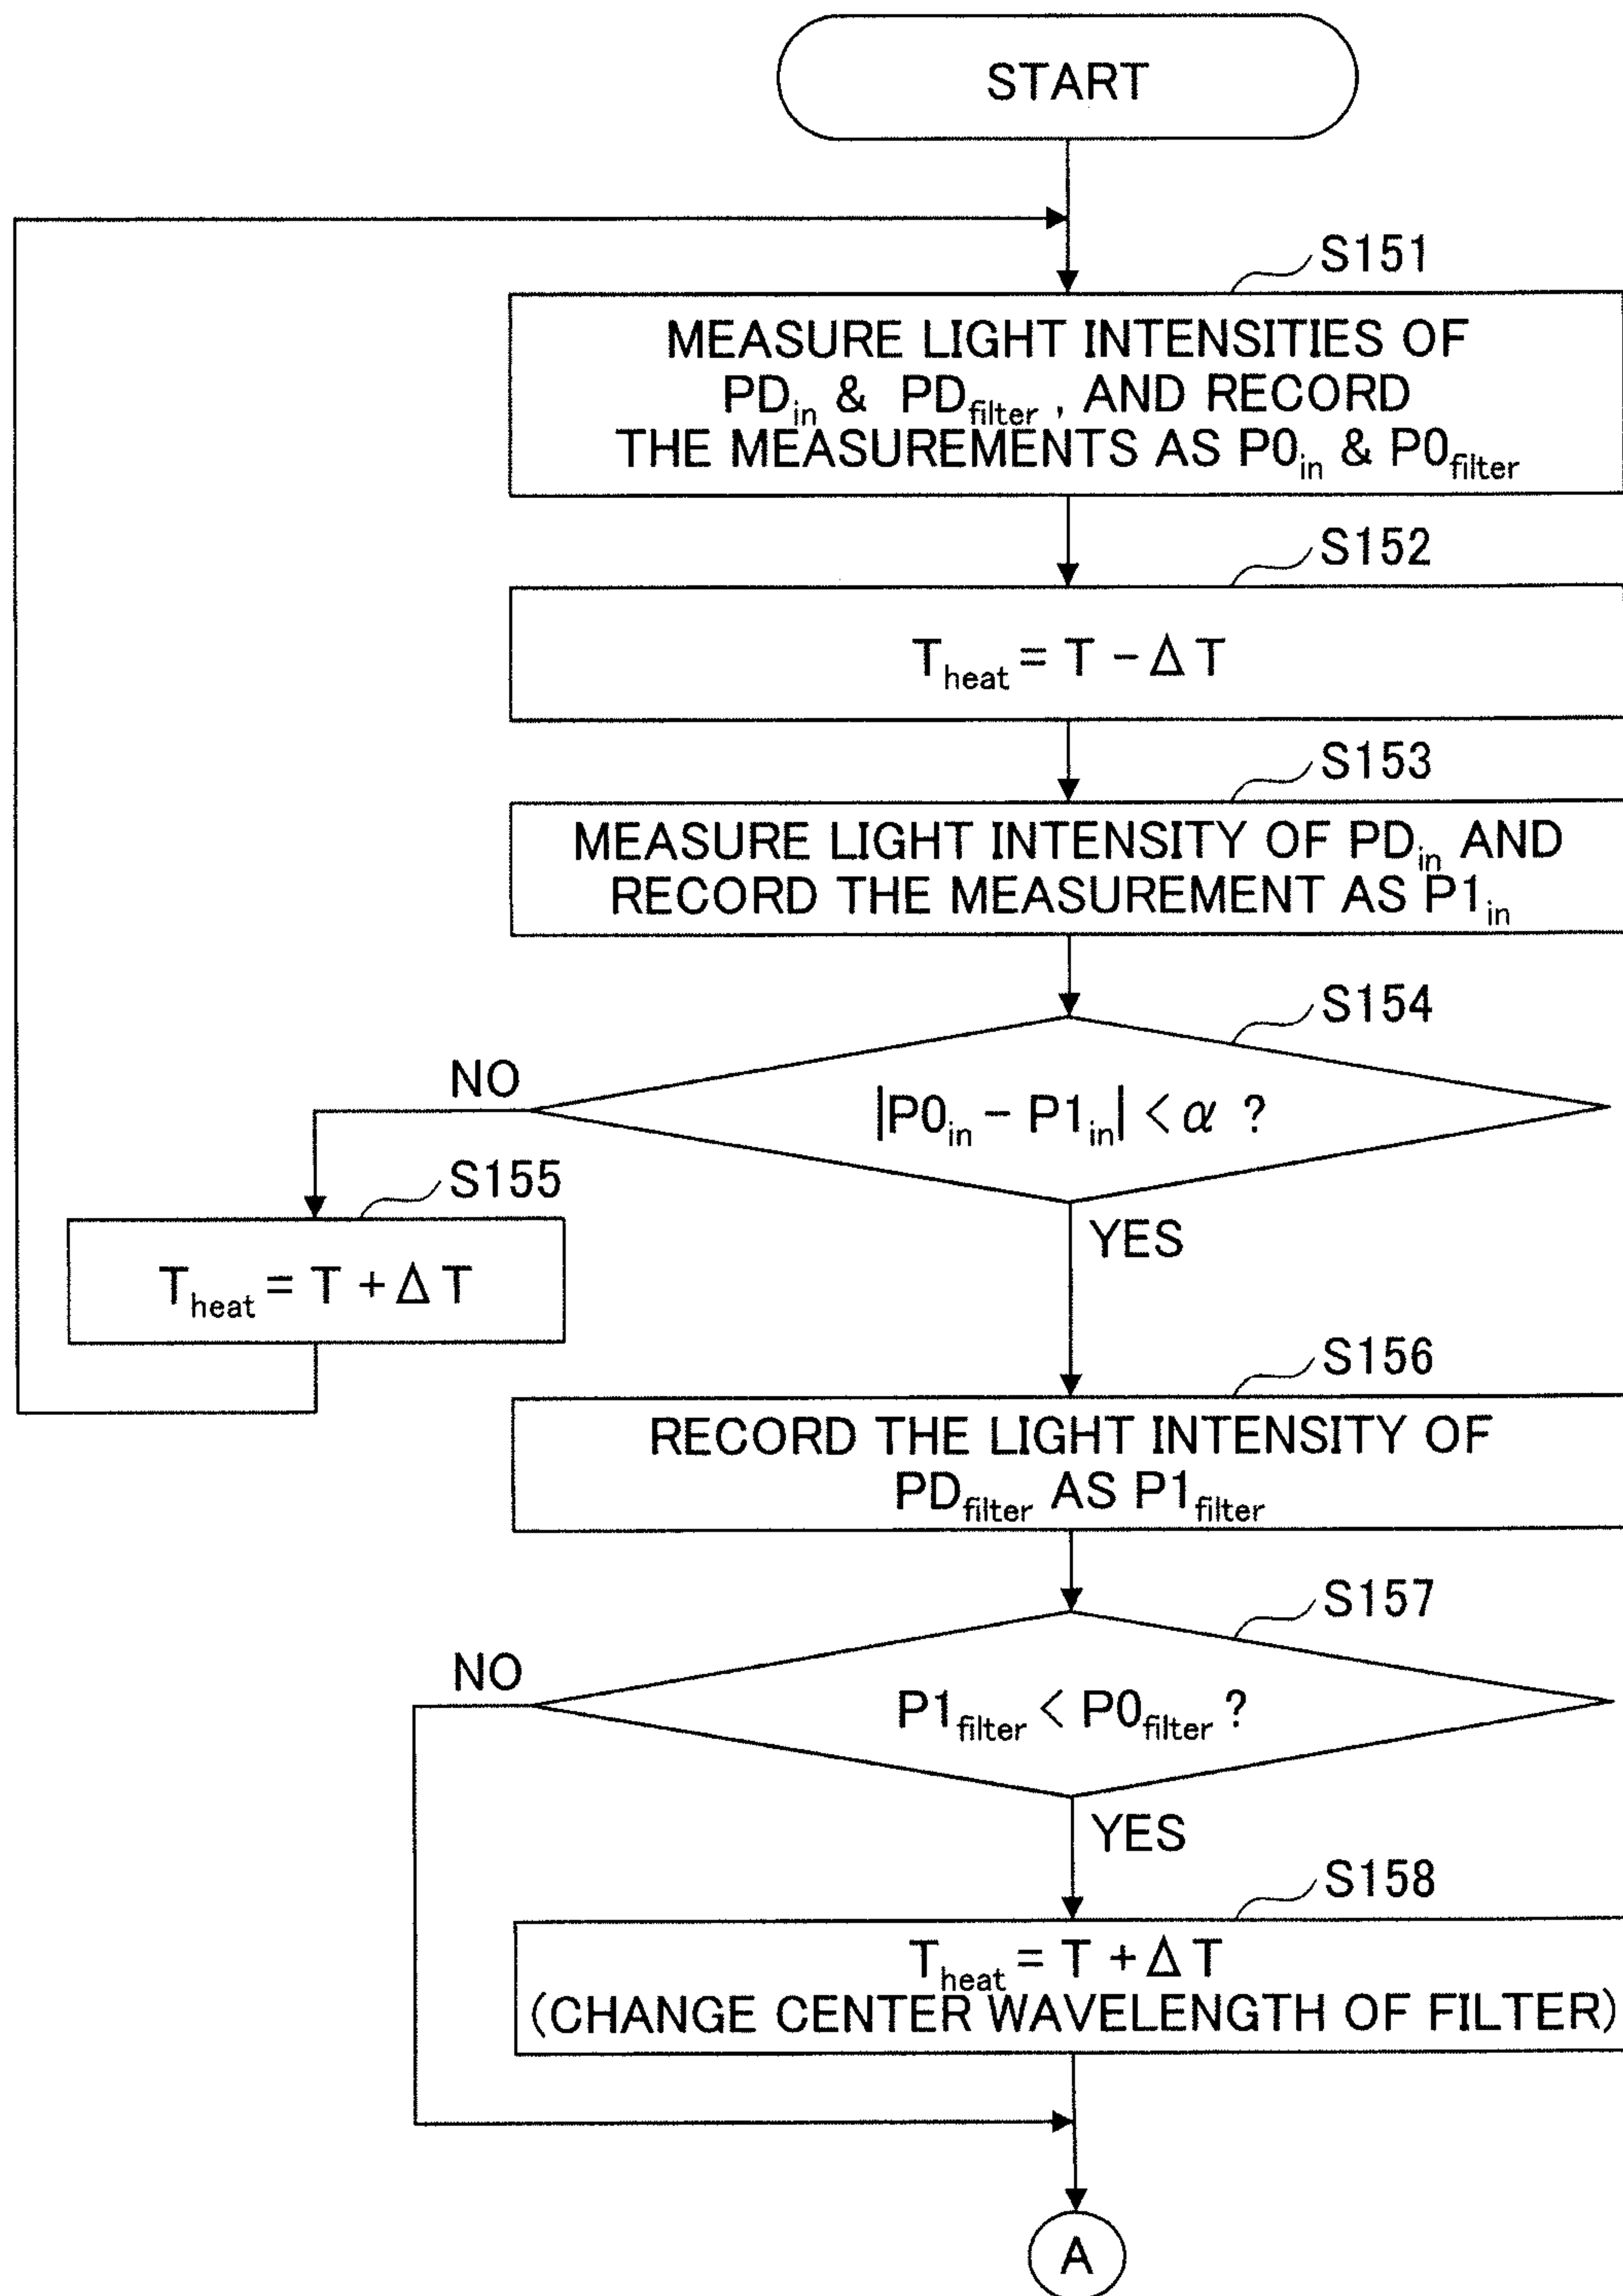 START
S151
MEASURE LIGHT INTENSITIES OF
PDin & PDfilter, AND RECORD
THE MEASUREMENTS AS P0in & P0filter
S152
Theat = T − Δ T
S153
MEASURE LIGHT INTENSITY OF PDin AND
RECORD THE MEASUREMENT AS P1in
S154
NO
|P0in − P1in| < α ?
S155
YES
Theat = T + Δ T
S156
RECORD THE LIGHT INTENSITY OF
PDfilter AS P1filter
S157
NO
P1filter < P0filter ?
YES
S158
Theat = T + Δ T
(CHANGE CENTER WAVELENGTH OF FILTER)
A